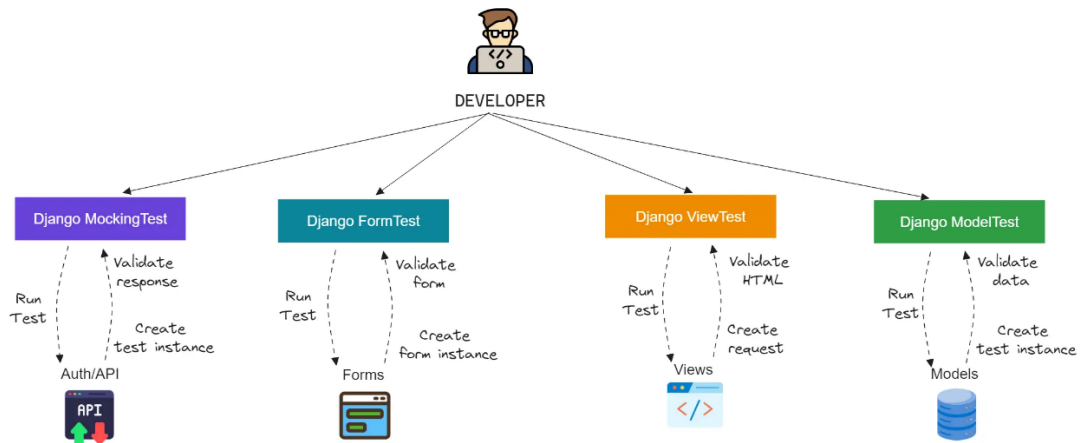 </>
DEVELOPER
Django MockingTest
Django FormTest
Django ViewTest
Django ModelTest
Validate
response
Run
Test
Create
test instance
Auth/API
API
Validate
form
Run
Test
Create
form instance
Forms
Validate
HTML
Run
Test
Create
request
Views
</>
Validate
data
Run
Test
Create
test instance
Models